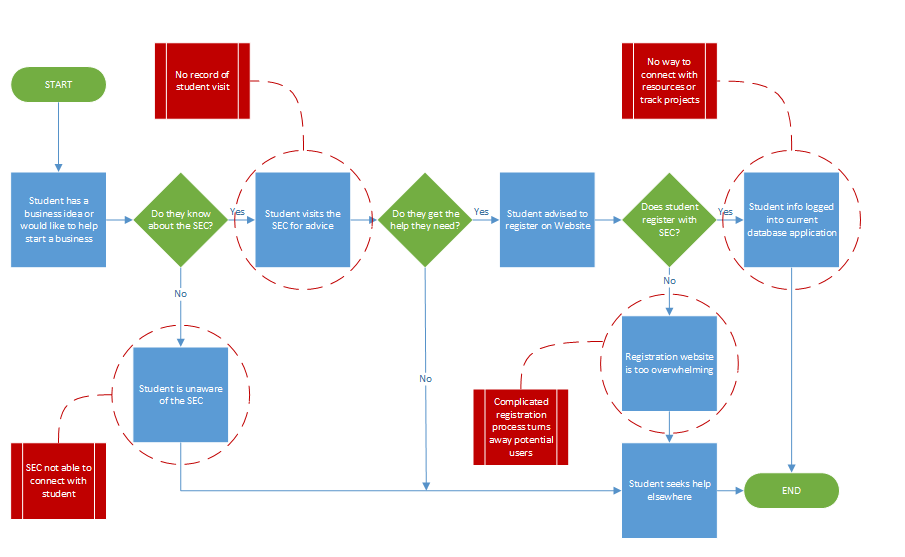 START
No record of
student visit
No way to
connect with
resources or
track projects
Student has a
business idea or
would like to help
start a business
Do they know
about the SEC?
Yes
Student visits the
SEC for advice
Do they get the
help they need?
Yes
Student advised to
register on Website
Does student
register with
SEC?
Yes
Student info logged
into current
database application
No
No
No
Student is unaware
of the SEC
Registration website
is too overwhelming
Complicated
registration
process turns
away potential
users
SEC not able to
connect with
student
Student seeks help
elsewhere
END